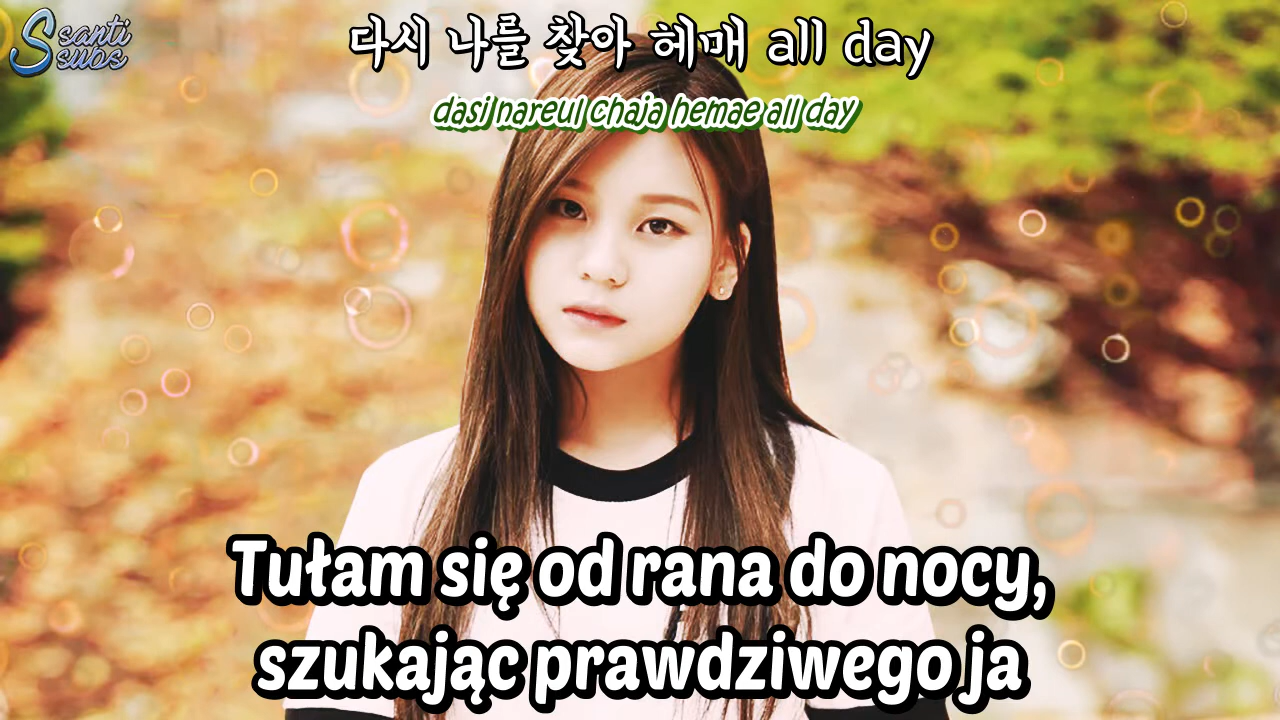 Ssanti
subs
다시 나를 찾아 헤매 all day
dasi nareul chaja hemae all day
Tułam się od rana do nocy,
szukając prawdziwego ja